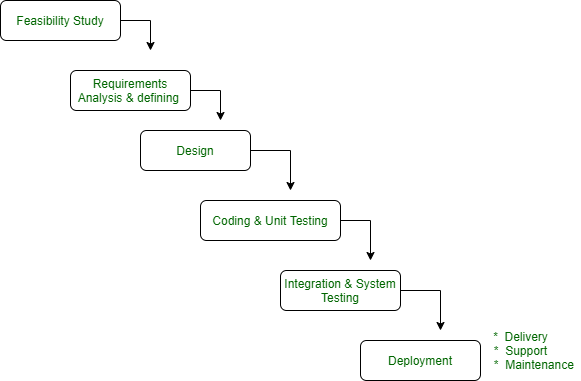 Feasibility Study
Requirements
Analysis & defining
Design
Coding & Unit Testing
Integration & System
Testing
Deployment
* Delivery
* Support
* Maintenance